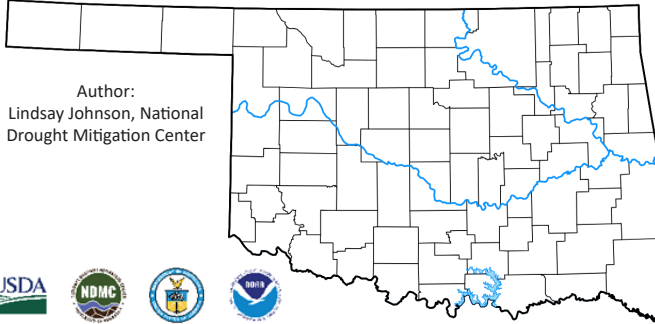 Author:
Lindsay Johnson, National
Drought Mitigation Center
USDA
NDMC
NOAA